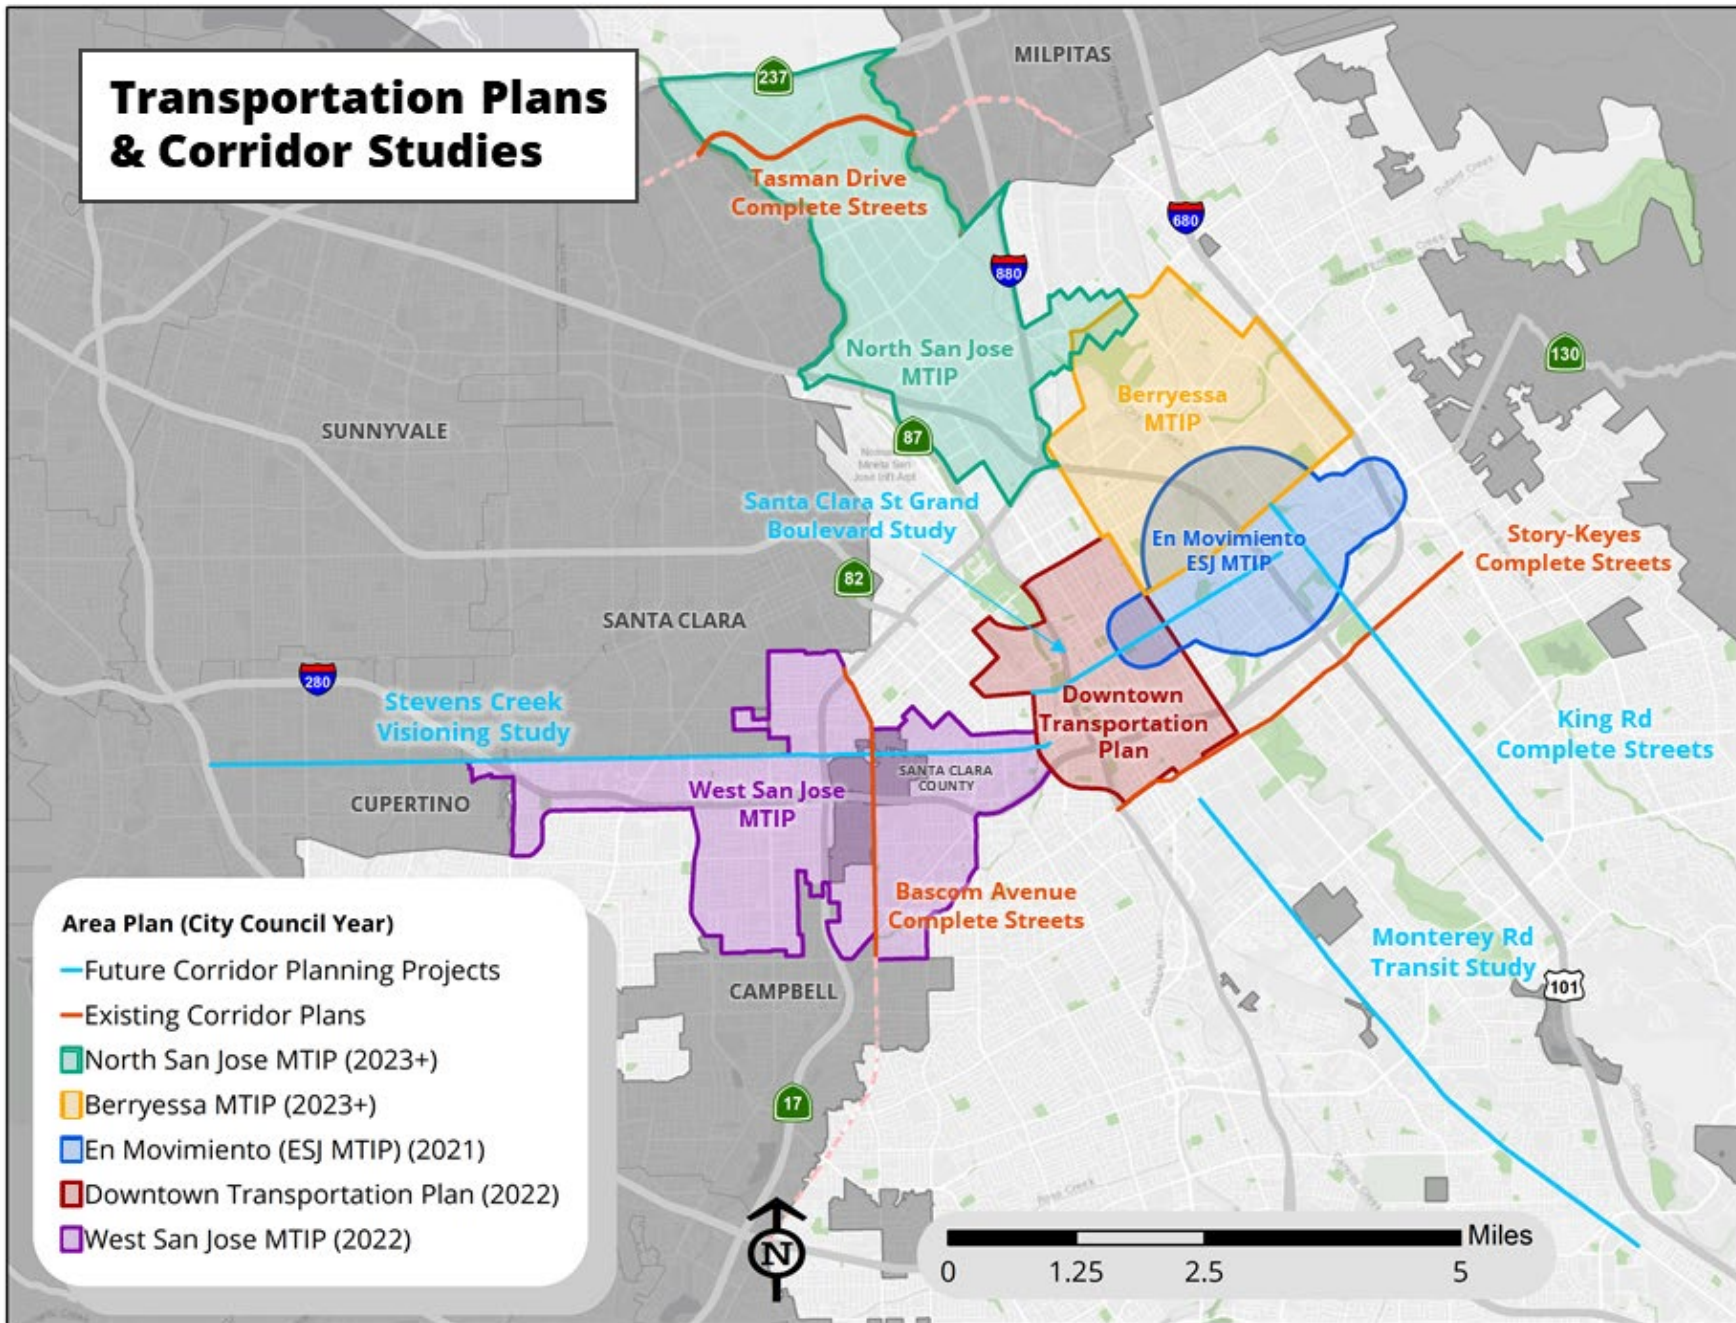 Transportation Plans
& Corridor Studies
MILPITAS
237
Tasman Drive
Complete Streets
680
880
North San Jose
MTIP
130
Berryessa
MTIP
SUNNYVALE
87
Santa Clara St Grand
Boulevard Study
En Movimiento
ESJ MTIP
Story-Keyes
Complete Streets
82
SANTA CLARA
280
Stevens Creek
Visioning Study
Downtown
Transportation
Plan
King Rd
Complete Streets
SANTA CLARA
COUNTY
West San Jose
MTIP
CUPERTINO
Bascom Avenue
Complete Streets
Monterey Rd
Transit Study
101
CAMPBELL
17
Area Plan (City Council Year)
Future Corridor Planning Projects
Existing Corridor Plans
North San Jose MTIP (2023+)
Berryessa MTIP (2023+)
En Movimiento (ESJ MTIP) (2021)
Downtown Transportation Plan (2022)
West San Jose MTIP (2022)
N
Miles
0 1.25 2.5 5